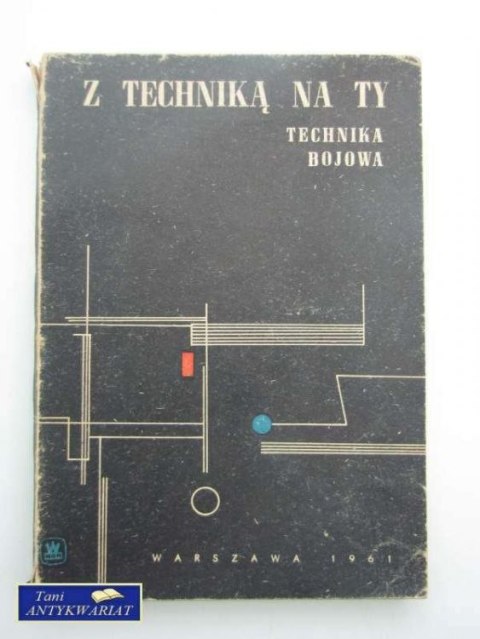 Z TECHNIKĄ NA TY
TECHNIKA
BOJOWA
WARSZAWA 1961
Tani
ANTYKWARIAT